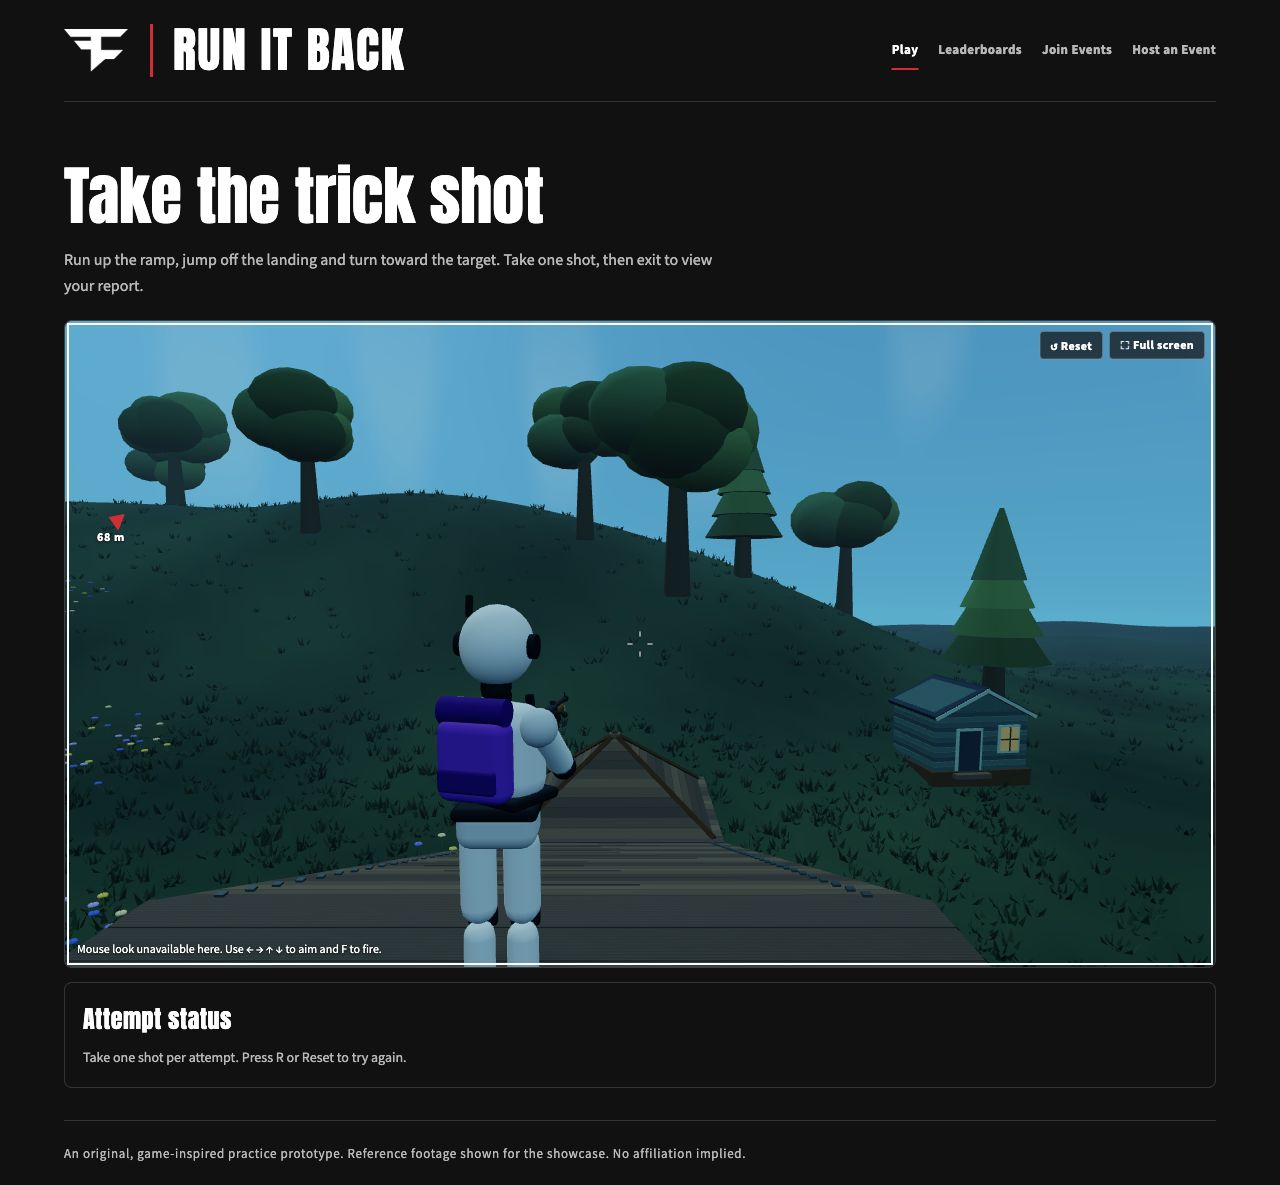 RUN IT BACK
Play
Leaderboards
Join Events
Host an Event
Take the trick shot
Run up the ramp, jump off the landing and turn toward the target. Take one shot, then exit to view
your report.
↺ Reset
⛶ Full screen
68 m
Mouse look unavailable here. Use ← → ↑ ↓ to aim and F to fire.
Attempt status
Take one shot per attempt. Press R or Reset to try again.
An original, game-inspired practice prototype. Reference footage shown for the showcase. No affiliation implied.